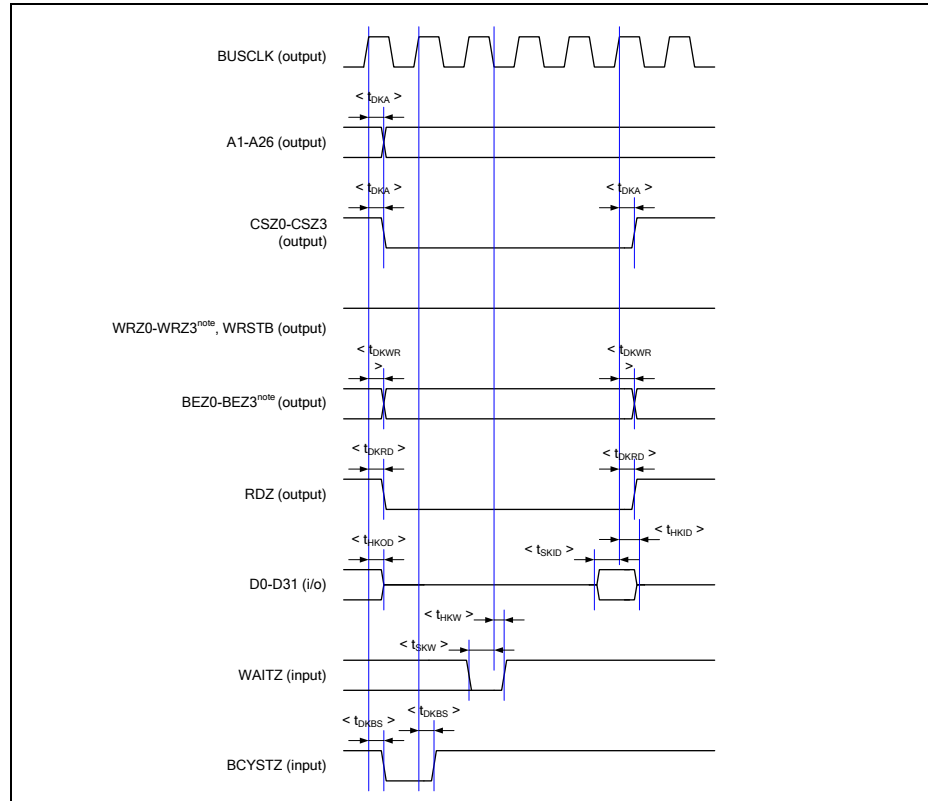 BUSCLK (output)
< tDKA >
A1-A26 (output)
< tDKA > < tDKA >
CSZ0-CSZ3
(output)
WRZ0-WRZ3note, WRSTB (output)
< tDKWR
> < tDKWR
>
BEZ0-BEZ3note (output)
< tDKRD > < tDKRD >
RDZ (output)
< tHKID >
< tHKOD > < tSKID >
D0-D31 (i/o)
< tHKW >
< tSKW >
WAITZ (input)
< tDKBS >
< tDKBS >
BCYSTZ (input)